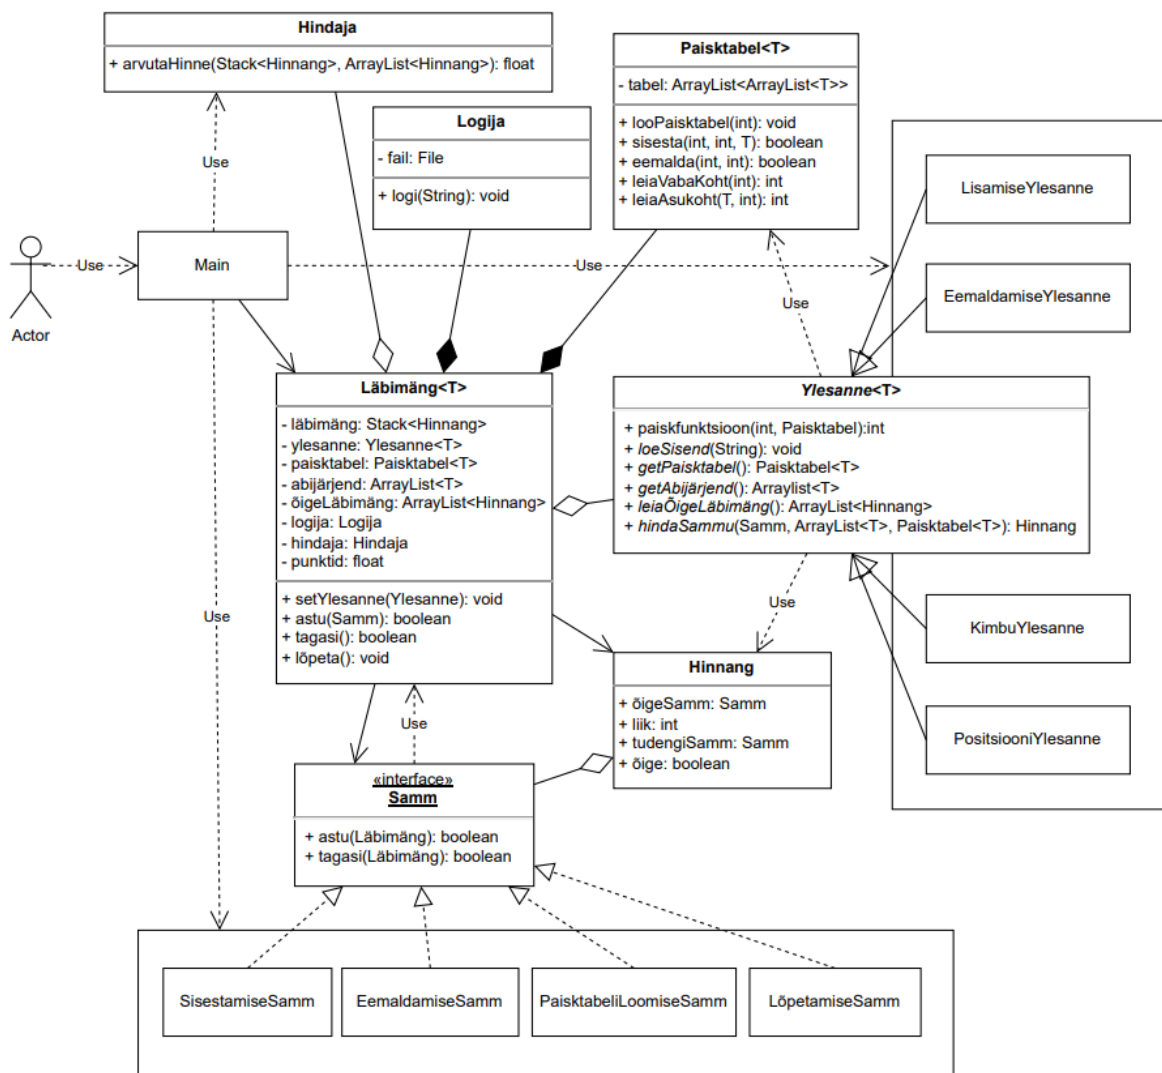 Hindaja
+ arvutaHinne(Stack<Hinnang>, ArrayList<Hinnang>): float
Paisktabel<T>
- tabel: ArrayList<ArrayList<T>>
+ looPaisktabel(int): void
+ sisesta(int, int, T): boolean
+ eemalda(int, int): boolean
+ leiaVabaKoht(int): int
+ leiaAsukoht(T, int): int
Logija
- fail: File
+ logi(String): void
Use
LisamiseYlesanne
Actor
Use
Main
Use
EemaldamiseYlesanne
Use
Läbimäng<T>
- läbimäng: Stack<Hinnang>
- ylesanne: Ylesanne<T>
- paisktabel: Paisktabel<T>
- abijärjend: ArrayList<T>
- õigeLäbimäng: ArrayList<Hinnang>
- logija: Logija
- hindaja: Hindaja
- punktid: float
+ setYlesanne(Ylesanne): void
+ astu(Samm): boolean
+ tagasi(): boolean
+ lõpeta(): void
Ylesanne<T>
+ paiskfunktsioon(int, Paisktabel):int
+ loeSisend(String): void
+ getPaisktabel(): Paisktabel<T>
+ getAbijärjend(): Arraylist<T>
+ leiaÕigeLäbimäng(): ArrayList<Hinnang>
+ hindaSammu(Samm, ArrayList<T>, Paisktabel<T>): Hinnang
Use
Use
KimbuYlesanne
Hinnang
+ õigeSamm: Samm
+ liik: int
+ tudengiSamm: Samm
+ õige: boolean
PositsiooniYlesanne
Use
«interface»
Samm
+ astu(Läbimäng): boolean
+ tagasi(Läbimäng): boolean
SisestamiseSamm
EemaldamiseSamm
PaisktabeliLoomiseSamm
LõpetamiseSamm